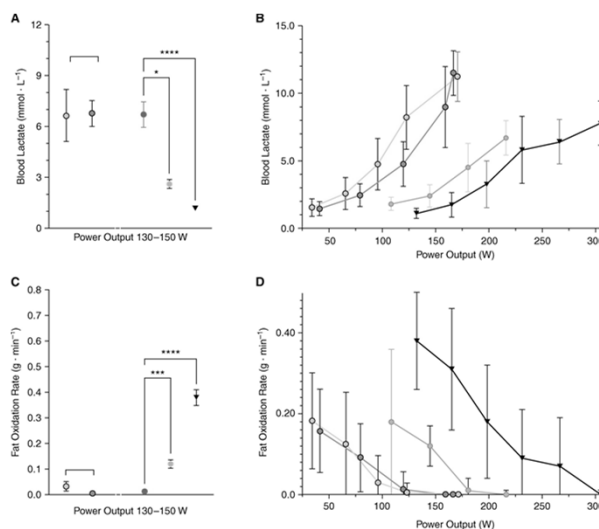 A
Blood Lactate (mmol · L⁻¹)
12
9
6
3
0
****
*
Power Output 130–150 W
B
Blood Lactate (mmol · L⁻¹)
15.0
10.0
5.0
0.0
50 100 150 200 250 300
Power Output (W)
C
Fat Oxidation Rate (g · min⁻¹)
0.8
0.7
0.6
0.5
0.4
0.3
0.2
0.1
0.0
****
***
Power Output 130–150 W
D
Fat Oxidation Rate (g · min⁻¹)
0.40
0.20
0.00
50 100 150 200 250 300
Power Output (W)